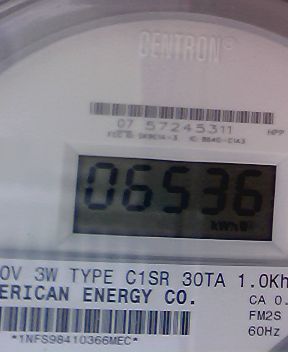 CENTRON®
07 57245311
HPP
06536
kWh
0V 3W TYPE C1SR 30TA 1.0Kh
ERICAN ENERGY CO.
CA 0.
FM2S
60Hz
*1NFS98410366MEC*